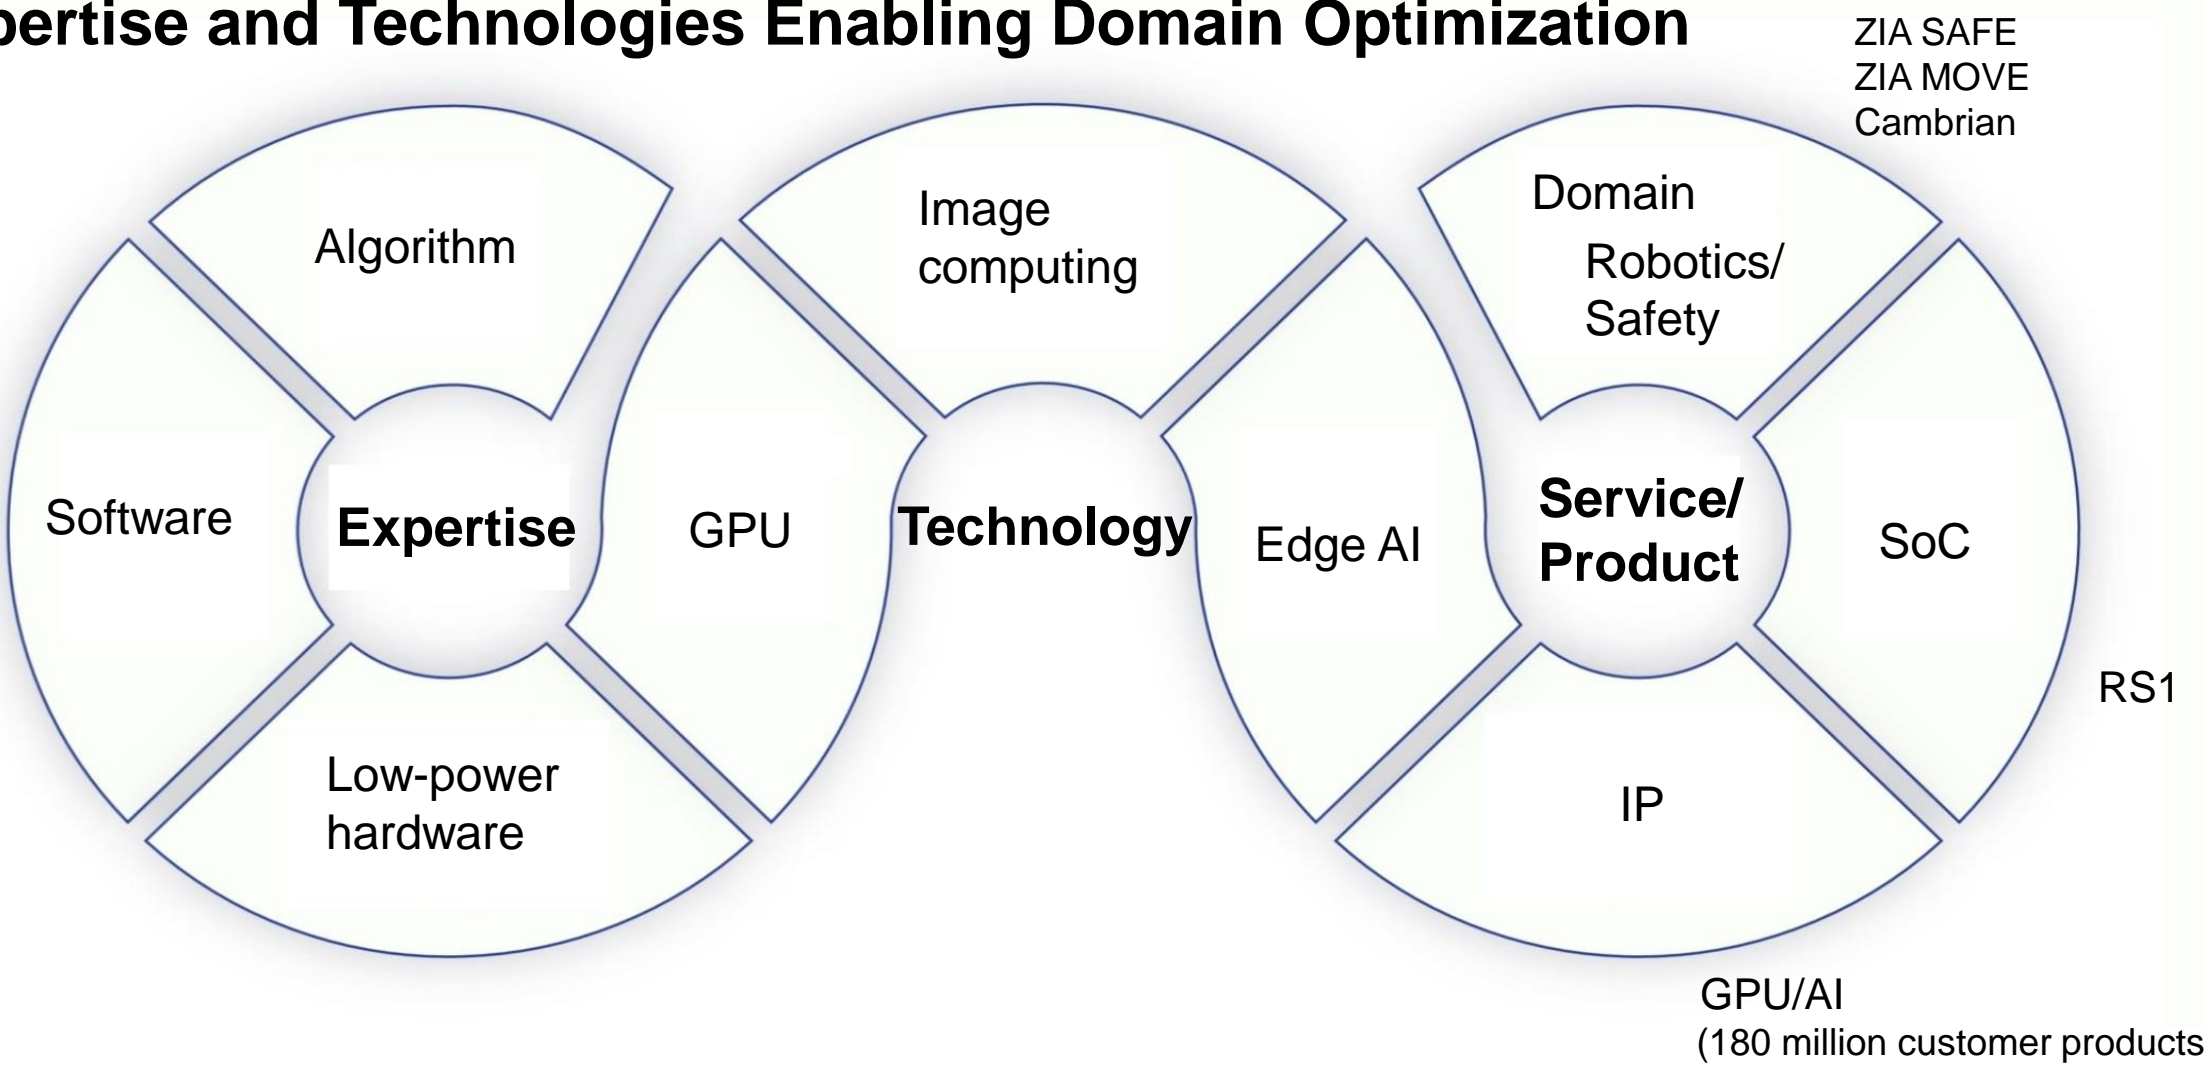 pertise and Technologies Enabling Domain Optimization
ZIA SAFE
ZIA MOVE
Cambrian
Algorithm
Image
computing
Domain
Robotics/
Safety
Software
Expertise
GPU
Technology
Edge AI
Service/
Product
SoC
RS1
Low-power
hardware
IP
GPU/AI
(180 million customer products